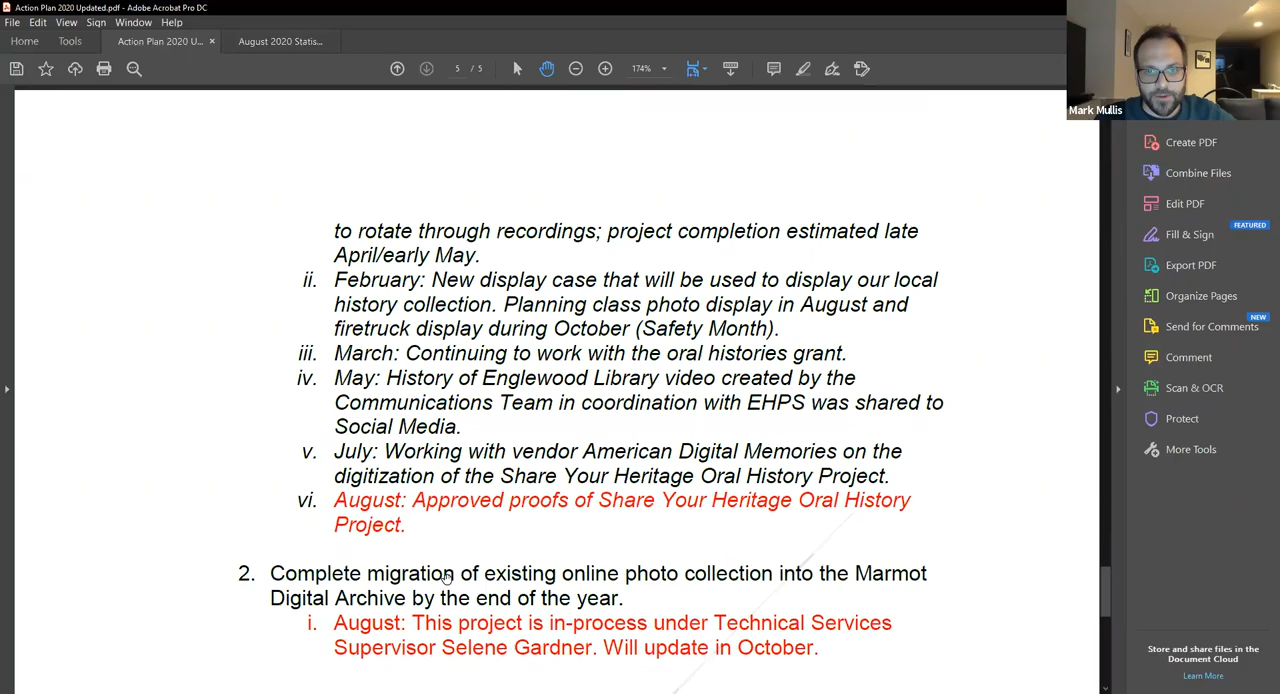 Action Plan 2020 Updated.pdf - Adobe Acrobat Pro DC
File Edit View Sign Window Help
Home Tools Action Plan 2020 U... × August 2020 Statis...
5 / 5 174%
Mark Mullis
to rotate through recordings; project completion estimated late
April/early May.
ii. February: New display case that will be used to display our local
history collection. Planning class photo display in August and
firetruck display during October (Safety Month).
iii. March: Continuing to work with the oral histories grant.
iv. May: History of Englewood Library video created by the
Communications Team in coordination with EHPS was shared to
Social Media.
v. July: Working with vendor American Digital Memories on the
digitization of the Share Your Heritage Oral History Project.
vi. August: Approved proofs of Share Your Heritage Oral History
Project.
2. Complete migration of existing online photo collection into the Marmot
Digital Archive by the end of the year.
i. August: This project is in-process under Technical Services
Supervisor Selene Gardner. Will update in October.
Create PDF
Combine Files
Edit PDF
FEATURED
Fill & Sign
Export PDF
Organize Pages
NEW
Send for Comments
Comment
Scan & OCR
Protect
More Tools
Store and share files in the
Document Cloud
Learn More